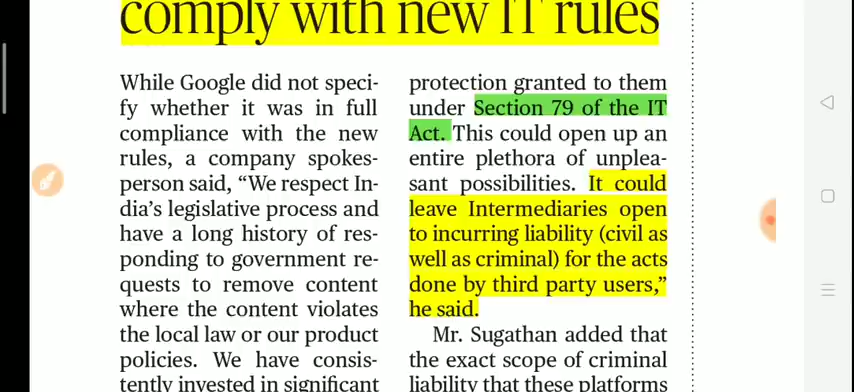 comply with new IT rules
While Google did not speci-
fy whether it was in full
compliance with the new
rules, a company spokes-
person said, “We respect In-
dia’s legislative process and
have a long history of res-
ponding to government re-
quests to remove content
where the content violates
the local law or our product
policies. We have consis-
tently invested in significant
protection granted to them
under Section 79 of the IT
Act. This could open up an
entire plethora of unplea-
sant possibilities. It could
leave Intermediaries open
to incurring liability (civil as
well as criminal) for the acts
done by third party users,”
he said.
Mr. Sugathan added that
the exact scope of criminal
liability that these platforms